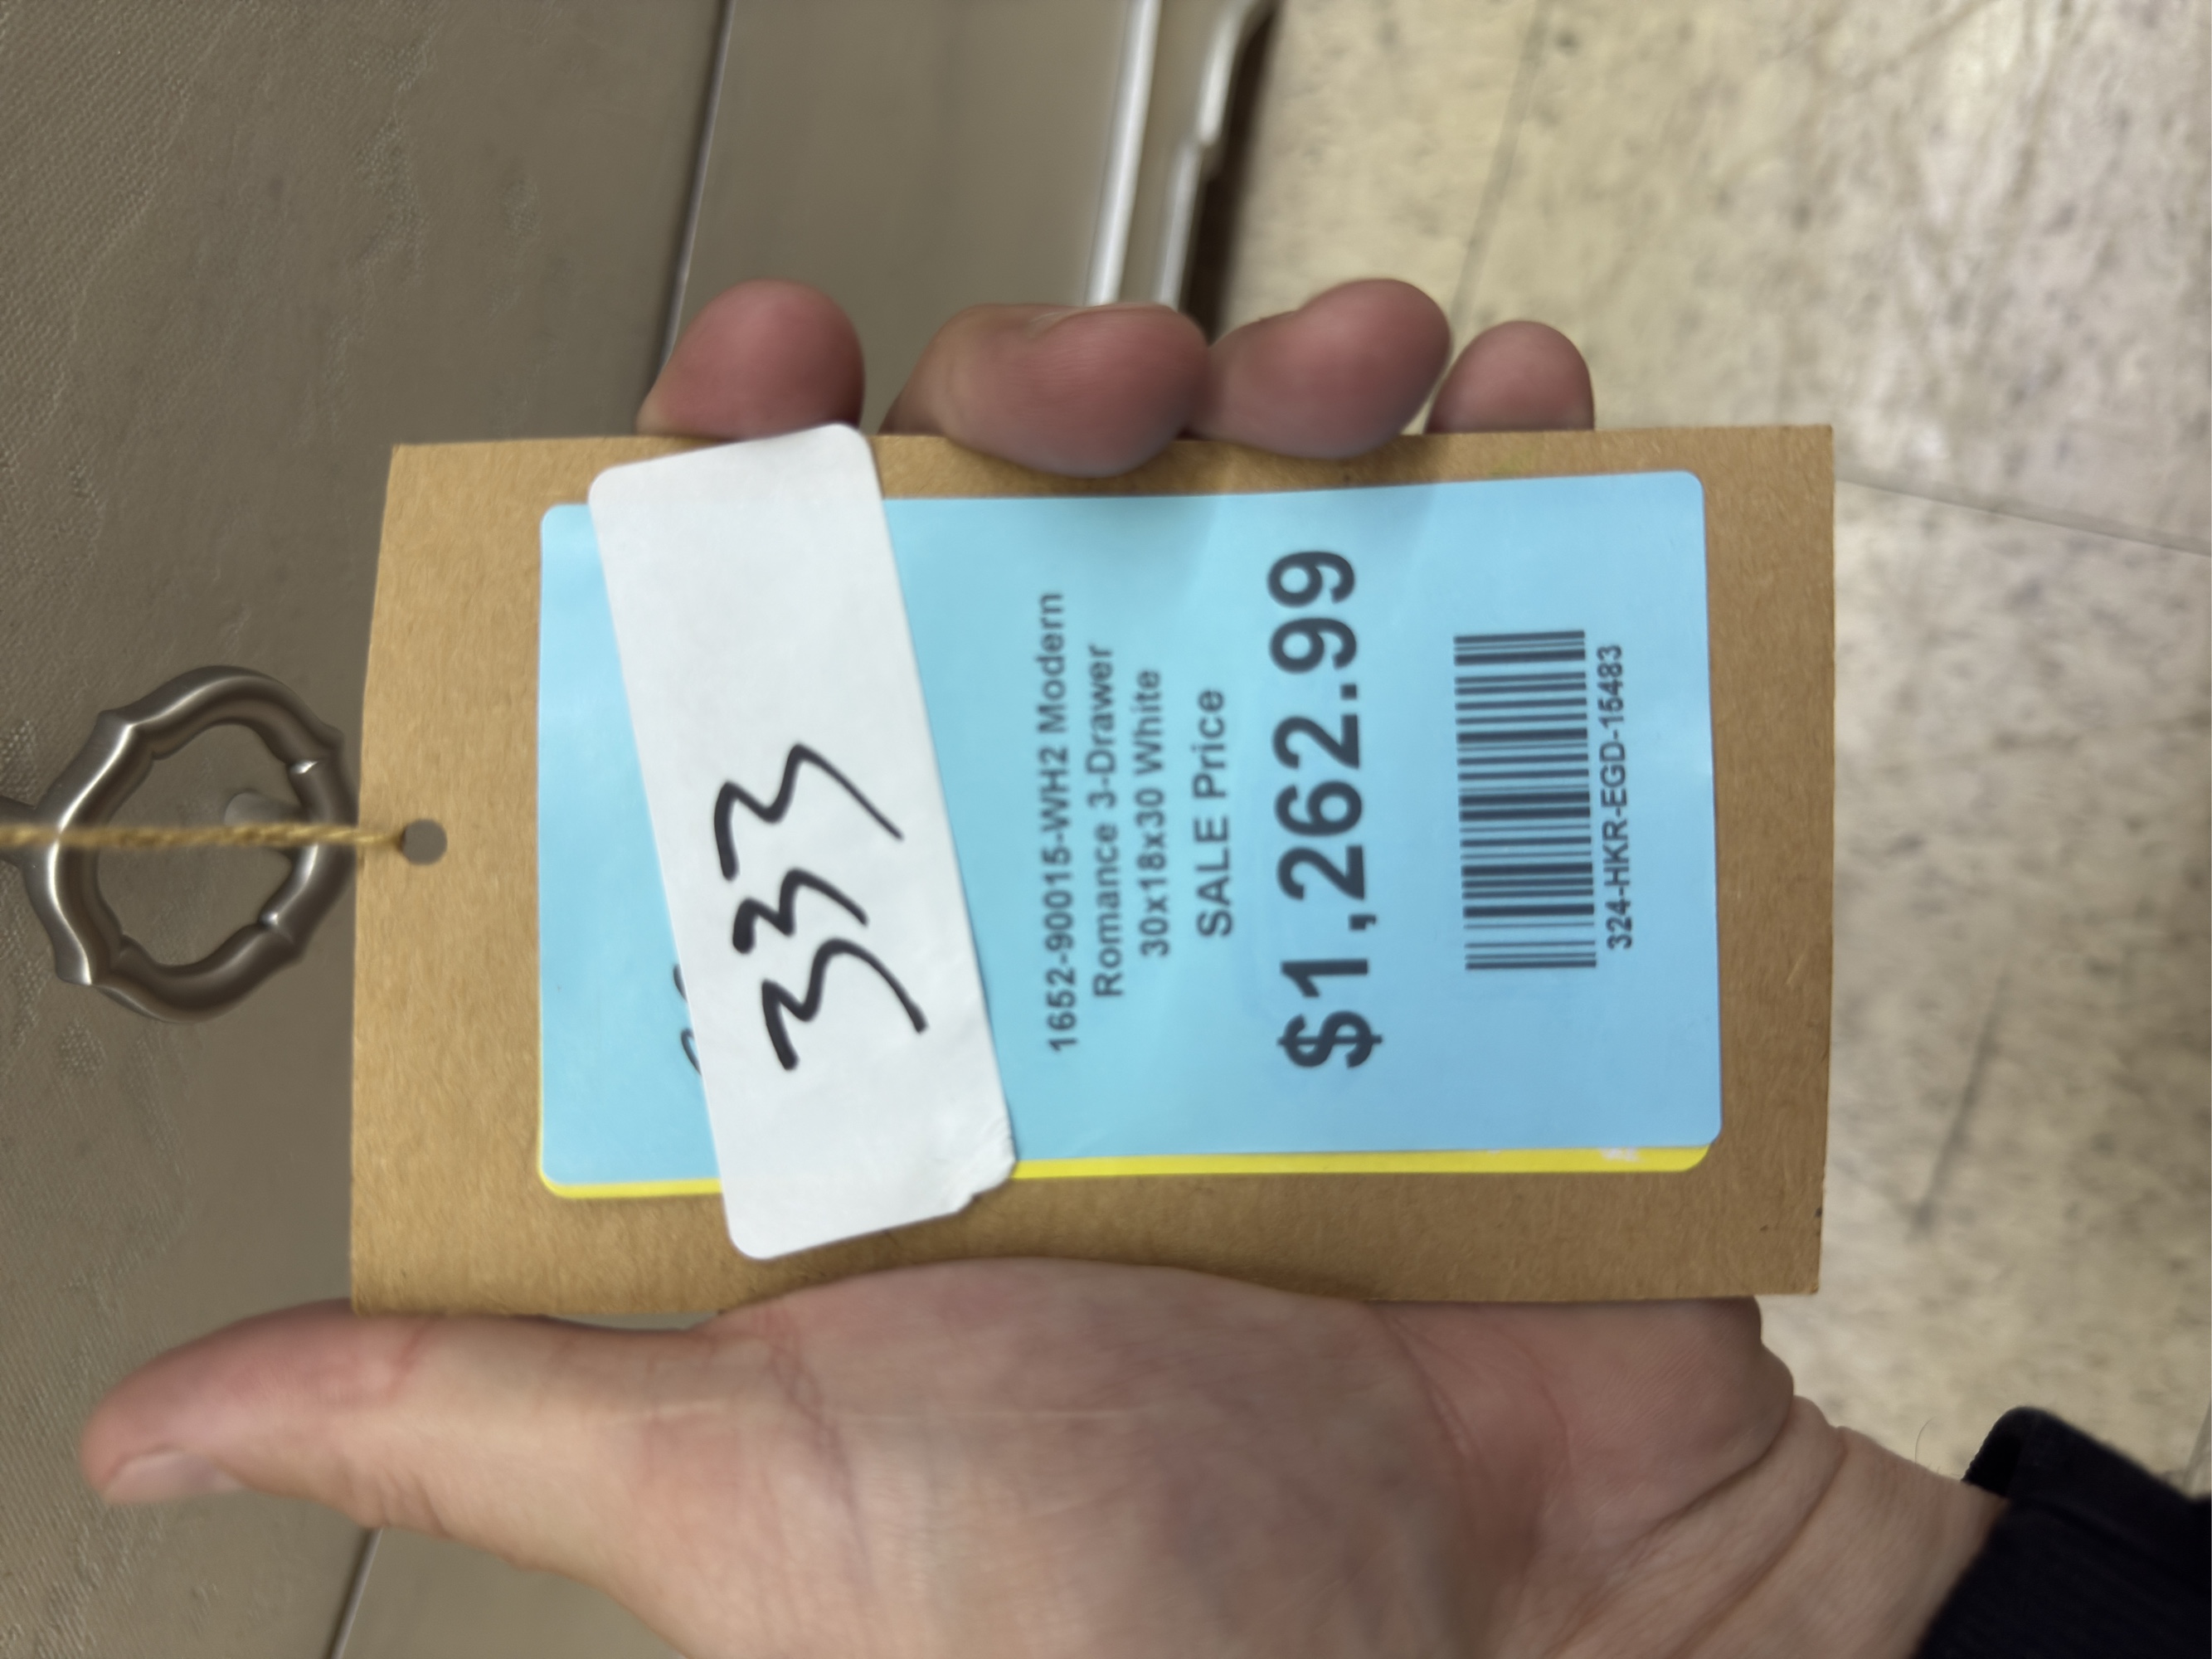 333
1652-90015-WH2 Modern
Romance 3-Drawer
30x18x30 White
SALE Price
$1,262.99
324-HKR-EGD-15483